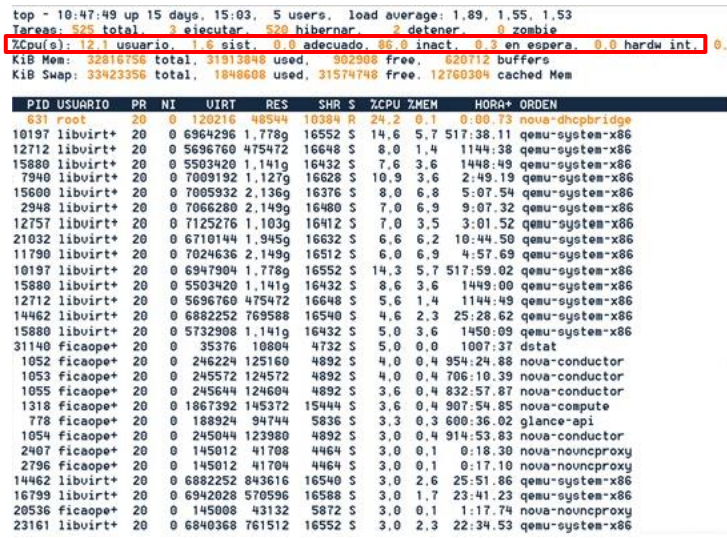 top - 10:47:49 up 15 days, 15:03, 5 users, load average: 1,89, 1,55, 1,53
Tareas: 525 total, 3 ejecutar, 520 hibernar, 2 detener, 0 zombie
%Cpu(s): 12.1 usuario, 1.6 sist, 0.0 adecuado, 86.0 inact, 0.3 en espera, 0.0 hardw int, 0.
KiB Mem: 32816756 total, 31913848 used, 902908 free, 620712 buffers
KiB Swap: 33423356 total, 1848608 used, 31574748 free. 12760304 cached Mem
PID USUARIO PR NI VIRT RES SHR S %CPU %MEM HORA+ ORDEN
631 root 20 0 120216 48544 10384 R 24,2 0,1 0:00.73 nova-dhcpbridge
10197 libvirt+ 20 0 6964296 1,778g 16552 S 14,6 5,7 517:38.11 qemu-system-x86
12712 libvirt+ 20 0 5696760 475472 16648 S 8,0 1,4 1144:38 qemu-system-x86
15880 libvirt+ 20 0 5503420 1,141g 16432 S 7,6 3,6 1448:49 qemu-system-x86
7940 libvirt+ 20 0 7009192 1,127g 16628 S 10,9 3,6 2:49.19 qemu-system-x86
15600 libvirt+ 20 0 7005932 2,136g 16376 S 8,0 6,8 5:07.54 qemu-system-x86
2948 libvirt+ 20 0 7066280 2,149g 16480 S 7,0 6,9 9:07.32 qemu-system-x86
12757 libvirt+ 20 0 7125276 1,103g 16412 S 7,0 3,5 3:01.52 qemu-system-x86
21032 libvirt+ 20 0 6710144 1,945g 16632 S 6,6 6,2 10:44.50 qemu-system-x86
11790 libvirt+ 20 0 7024636 2,149g 16512 S 6,0 6,9 4:57.69 qemu-system-x86
10197 libvirt+ 20 0 6947904 1,778g 16552 S 14,3 5,7 517:59.02 qemu-system-x86
15880 libvirt+ 20 0 5503420 1,141g 16432 S 8,6 3,6 1449:00 qemu-system-x86
12712 libvirt+ 20 0 5696760 475472 16648 S 5,6 1,4 1144:49 qemu-system-x86
14462 libvirt+ 20 0 6882252 769588 16540 S 4,6 2,3 25:28.62 qemu-system-x86
15880 libvirt+ 20 0 5732908 1,141g 16432 S 5,0 3,6 1450:09 qemu-system-x86
31140 ficaope+ 20 0 35376 10804 4732 S 5,0 0,0 1007:37 dstat
1052 ficaope+ 20 0 246224 125160 4892 S 4,0 0,4 954:24.88 nova-conductor
1053 ficaope+ 20 0 245572 124572 4892 S 4,0 0,4 706:10.39 nova-conductor
1055 ficaope+ 20 0 245644 124604 4892 S 3,6 0,4 832:57.87 nova-conductor
1318 ficaope+ 20 0 1867392 145372 15444 S 3,6 0,4 907:54.85 nova-compute
778 ficaope+ 20 0 188924 94744 5836 S 3,3 0,3 600:36.02 glance-api
1054 ficaope+ 20 0 245044 123980 4892 S 3,0 0,4 914:53.83 nova-conductor
2407 ficaope+ 20 0 145012 41708 4464 S 3,0 0,1 0:18.30 nova-novncproxy
2796 ficaope+ 20 0 145012 41704 4464 S 3,0 0,1 0:17.10 nova-novncproxy
14462 libvirt+ 20 0 6882252 843616 16540 S 3,0 2,6 25:51.86 qemu-system-x86
16799 libvirt+ 20 0 6942028 570596 16588 S 3,0 1,7 23:41.23 qemu-system-x86
20536 ficaope+ 20 0 145008 43132 5872 S 3,0 0,1 1:17.74 nova-novncproxy
23161 libvirt+ 20 0 6840368 761512 16552 S 3,0 2,3 22:34.53 qemu-system-x86